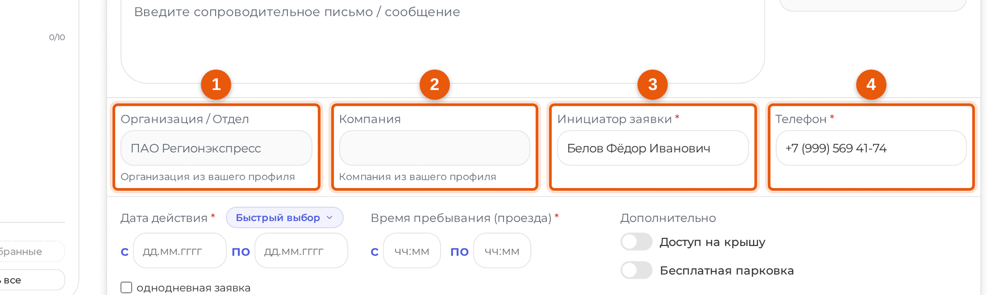 Введите сопроводительное письмо / сообщение
0/10
1
2
3
4
Организация / Отдел
Компания
Инициатор заявки *
Телефон *
ПАО Регионэкспресс
Белов Фёдор Иванович
+7 (999) 569 41-74
Организация из вашего профиля
Компания из вашего профиля
Дата действия *
Быстрый выбор
Время пребывания (проезда) *
Дополнительно
с дд.мм.гггг по дд.мм.гггг
с чч:мм по чч:мм
Доступ на крышу
Бесплатная парковка
однодневная заявка
бранные
все